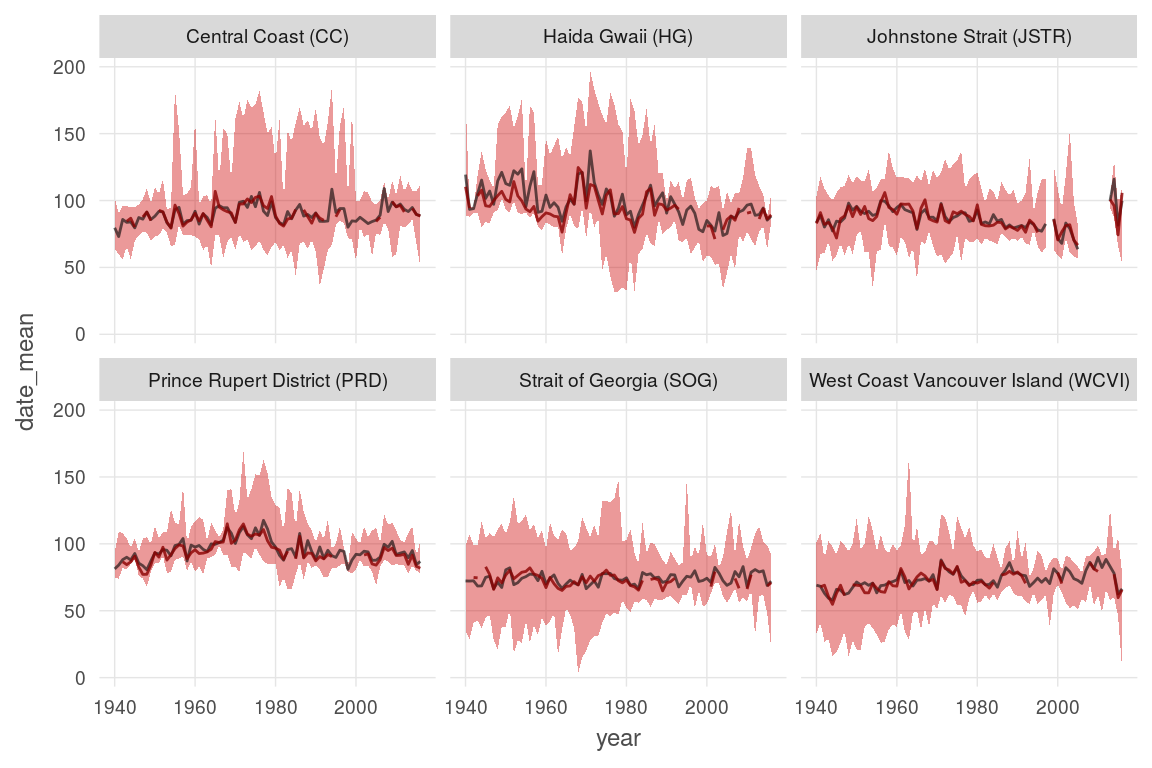 Central Coast (CC)
Haida Gwaii (HG)
Johnstone Strait (JSTR)
200
150
100
50
0
Prince Rupert District (PRD)
Strait of Georgia (SOG)
West Coast Vancouver Island (WCVI)
200
150
100
50
0
1940 1960 1980 2000
1940 1960 1980 2000
1940 1960 1980 2000
year
date_mean